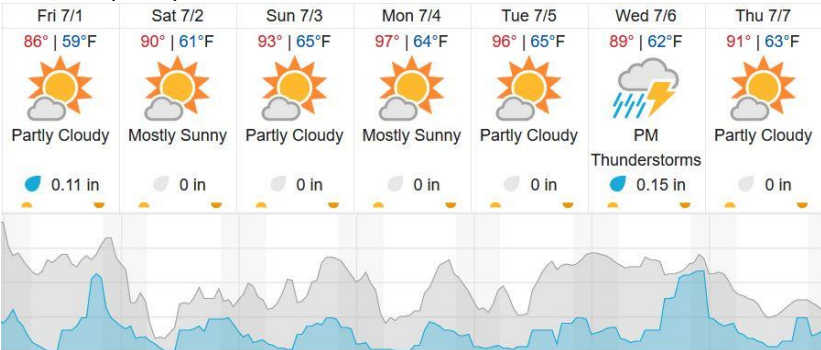 Fri 7/1 Sat 7/2 Sun 7/3 Mon 7/4 Tue 7/5 Wed 7/6 Thu 7/7
86° | 59°F 90° | 61°F 93° | 65°F 97° | 64°F 96° | 65°F 89° | 62°F 91° | 63°F
Partly Cloudy Mostly Sunny Partly Cloudy Mostly Sunny Partly Cloudy PM Partly Cloudy
Thunderstorms
0.11 in 0 in 0 in 0 in 0 in 0.15 in 0 in